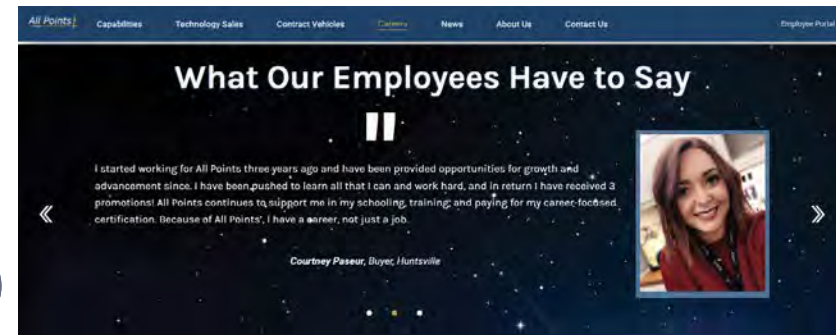 All Points! Capabilities Technology Sales Contract Vehicles Careers News About Us Contact Us Employee Portal
What Our Employees Have to Say
"
I started working for All Points three years ago and have been provided opportunities for growth and
advancement since. I have been pushed to learn all that I can and work hard, and in return I have received 3
promotions! All Points continues to support me in my schooling, training, and paying for my career-focused
certification. Because of All Points', I have a career, not just a job.
Courtney Paseur, Buyer, Huntsville